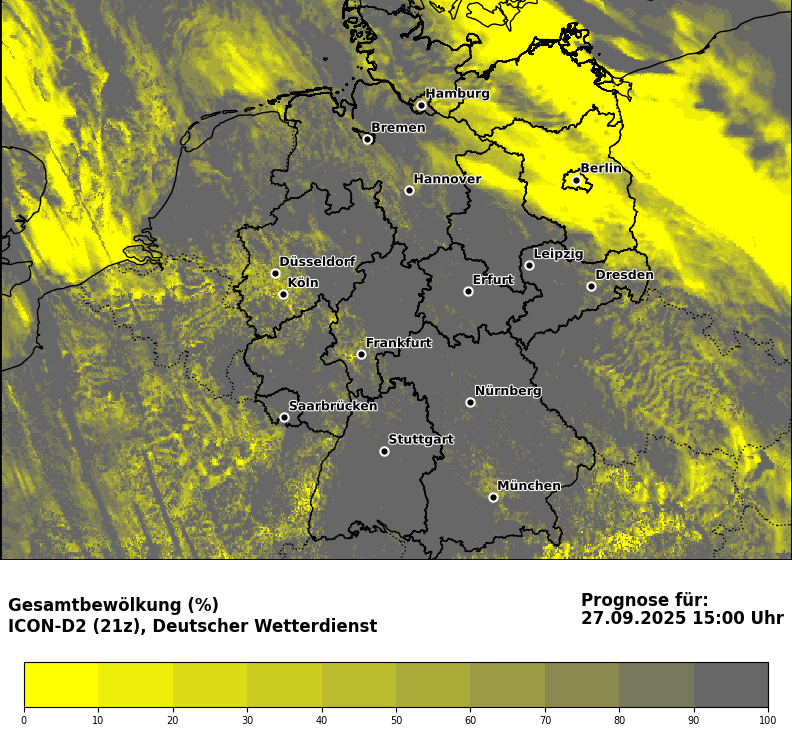 Hamburg
Bremen
Berlin
Hannover
Leipzig
Düsseldorf
Dresden
Köln
Erfurt
Frankfurt
Nürnberg
Saarbrücken
Stuttgart
München
Gesamtbewölkung (%)
ICON-D2 (21z), Deutscher Wetterdienst
Prognose für:
27.09.2025 15:00 Uhr
0 10 20 30 40 50 60 70 80 90 100